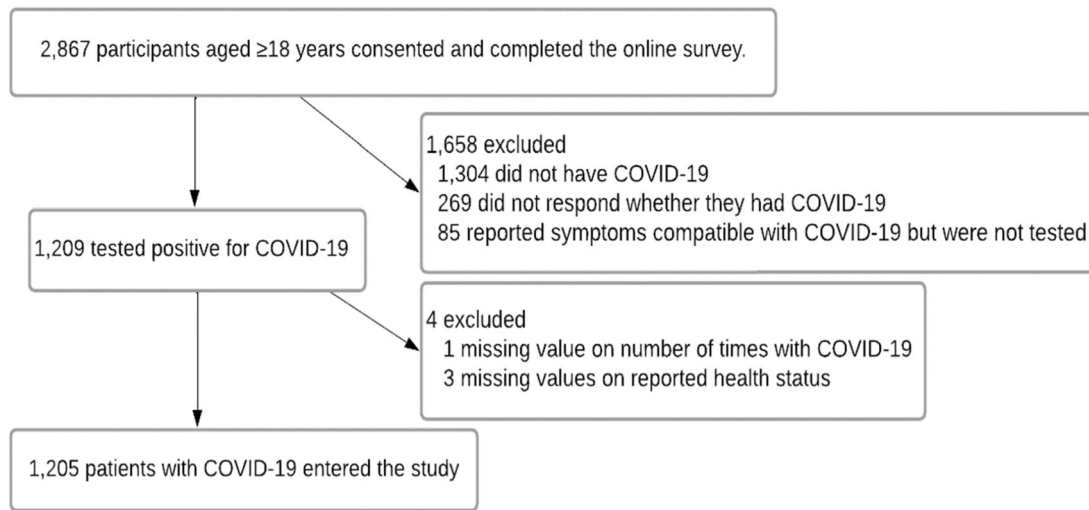 2,867 participants aged ≥18 years consented and completed the online survey.
1,658 excluded
1,304 did not have COVID-19
269 did not respond whether they had COVID-19
85 reported symptoms compatible with COVID-19 but were not tested
1,209 tested positive for COVID-19
4 excluded
1 missing value on number of times with COVID-19
3 missing values on reported health status
1,205 patients with COVID-19 entered the study